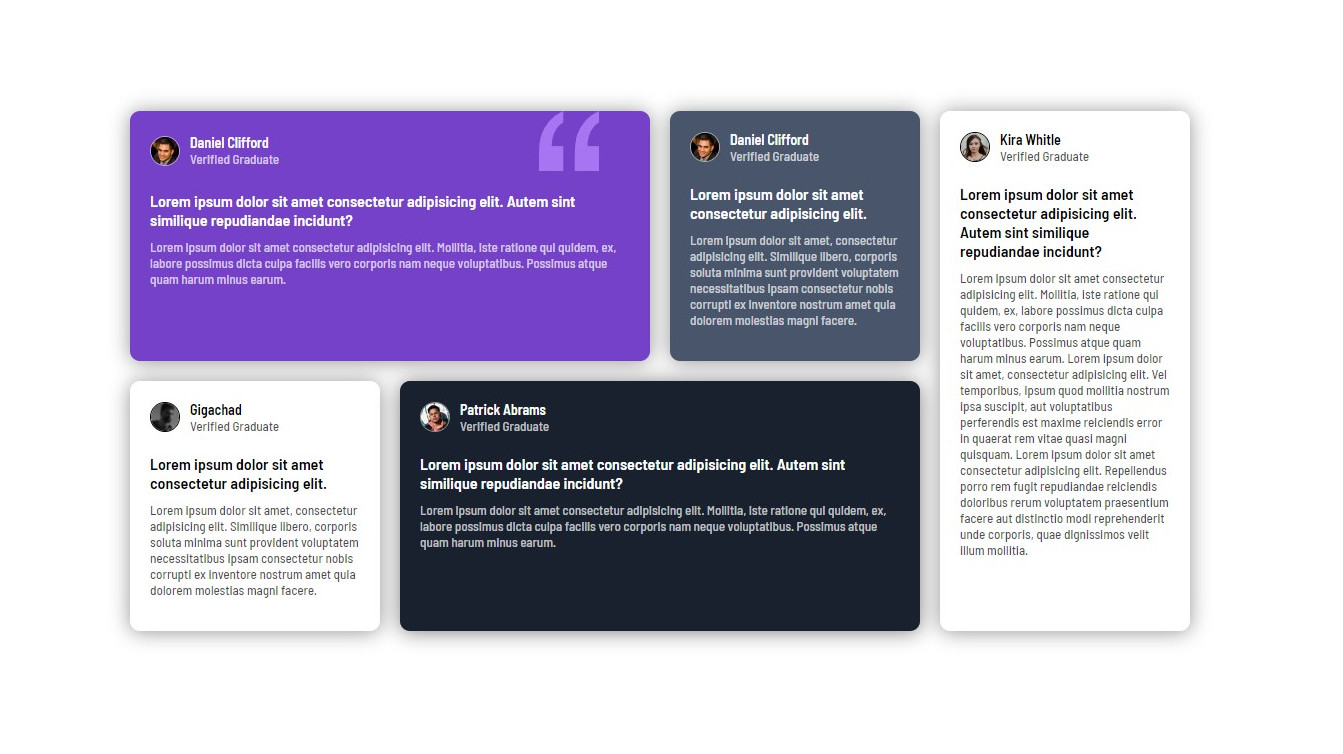 “
Daniel Clifford
Verified Graduate
Lorem ipsum dolor sit amet consectetur adipisicing elit. Autem sint
similique repudiandae incidunt?
Lorem ipsum dolor sit amet consectetur adipisicing elit. Mollitia, iste ratione qui quidem, ex,
labore possimus dicta culpa facilis vero corporis nam neque voluptatibus. Possimus atque
quam harum minus earum.
Daniel Clifford
Verified Graduate
Lorem ipsum dolor sit amet
consectetur adipisicing elit.
Lorem ipsum dolor sit amet, consectetur
adipisicing elit. Similique libero, corporis
soluta minima sunt provident voluptatem
necessitatibus ipsam consectetur nobis
corrupti ex inventore nostrum amet quia
dolorem molestias magni facere.
Kira Whitle
Verified Graduate
Lorem ipsum dolor sit amet
consectetur adipisicing elit.
Autem sint similique
repudiandae incidunt?
Lorem ipsum dolor sit amet consectetur
adipisicing elit. Mollitia, iste ratione qui
quidem, ex, labore possimus dicta culpa
facilis vero corporis nam neque
voluptatibus. Possimus atque quam
harum minus earum. Lorem ipsum dolor
sit amet, consectetur adipisicing elit. Vel
temporibus, ipsum quod mollitia nostrum
ipsa suscipit, aut voluptatibus
perferendis est maxime reiciendis error
in quaerat rem vitae quasi magni
quisquam. Lorem ipsum dolor sit amet
consectetur adipisicing elit. Repellendus
porro rem fugit repudiandae reiciendis
doloribus rerum voluptatem praesentium
facere aut distinctio modi reprehenderit
unde corporis, quae dignissimos velit
illum mollitia.
Gigachad
Verified Graduate
Lorem ipsum dolor sit amet
consectetur adipisicing elit.
Lorem ipsum dolor sit amet, consectetur
adipisicing elit. Similique libero, corporis
soluta minima sunt provident voluptatem
necessitatibus ipsam consectetur nobis
corrupti ex inventore nostrum amet quia
dolorem molestias magni facere.
Patrick Abrams
Verified Graduate
Lorem ipsum dolor sit amet consectetur adipisicing elit. Autem sint
similique repudiandae incidunt?
Lorem ipsum dolor sit amet consectetur adipisicing elit. Mollitia, iste ratione qui quidem, ex,
labore possimus dicta culpa facilis vero corporis nam neque voluptatibus. Possimus atque
quam harum minus earum.